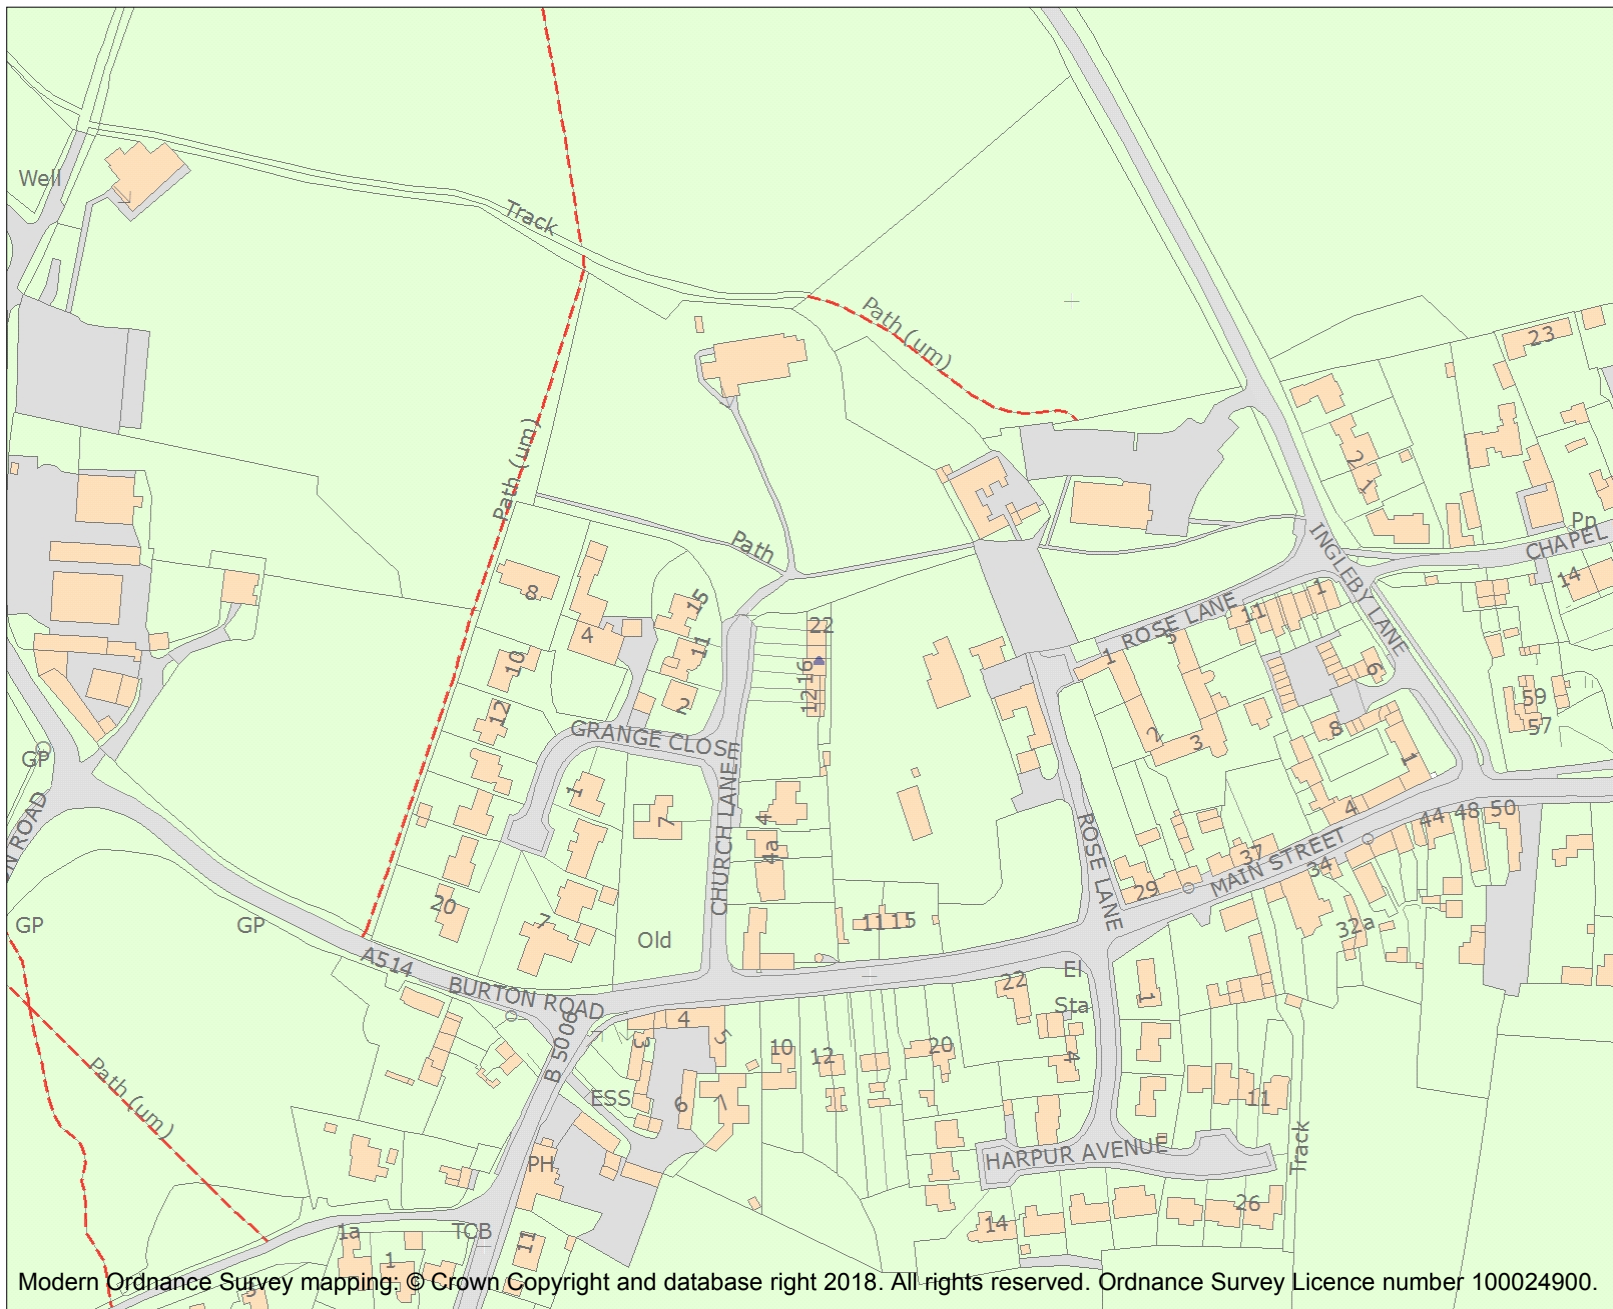 Well
Track
Path (um)
23
Path (um)
2
1
Path
INGLEBY LANE
Pp
CHAPEL
14
8
15
4
11
22
ROSE LANE
11
1
5
1
16
12
10
2
6
12
GRANGE CLOSE
59
57
8
2
3
1
GP
1
7
4
4a
CHURCH LANE
4
44
48
50
N ROAD
ROSE LANE
37
MAIN STREET
34
29
20
7
GP
GP
Old
11
15
32a
A514
BURTON ROAD
El
Sta
22
1
B 5006
4
3
5
10
12
20
4
Path (um)
ESS
6
7
11
HARPUR AVENUE
Track
PH
26
14
1a
TCB
11
1
5
Modern Ordnance Survey mapping: © Crown Copyright and database right 2018. All rights reserved. Ordnance Survey Licence number 100024900.